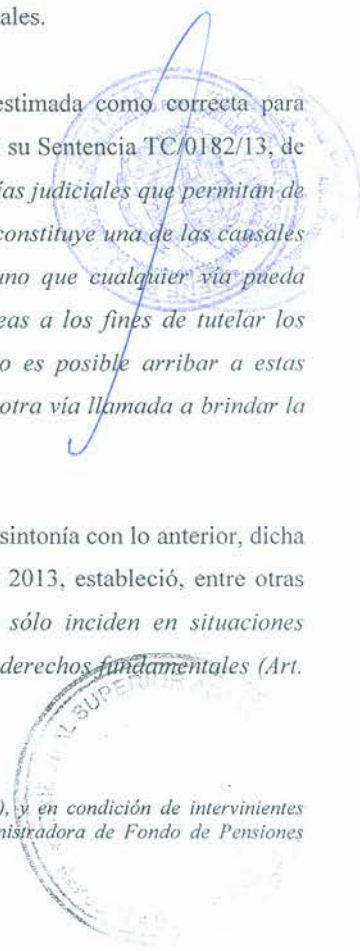 ales.
estimada como correcta para
su Sentencia TC/0182/13, de
ías judiciales que permitan de
constituye una de las causales
uno que cualquier vía pueda
eas a los fines de tutelar los
o es posible arribar a estas
otra vía llamada a brindar la
sintonía con lo anterior, dicha
2013, estableció, entre otras
sólo inciden en situaciones
derechos fundamentales (Art.
SUPERIOR
), y en condición de intervinientes
nistradora de Fondo de Pensiones